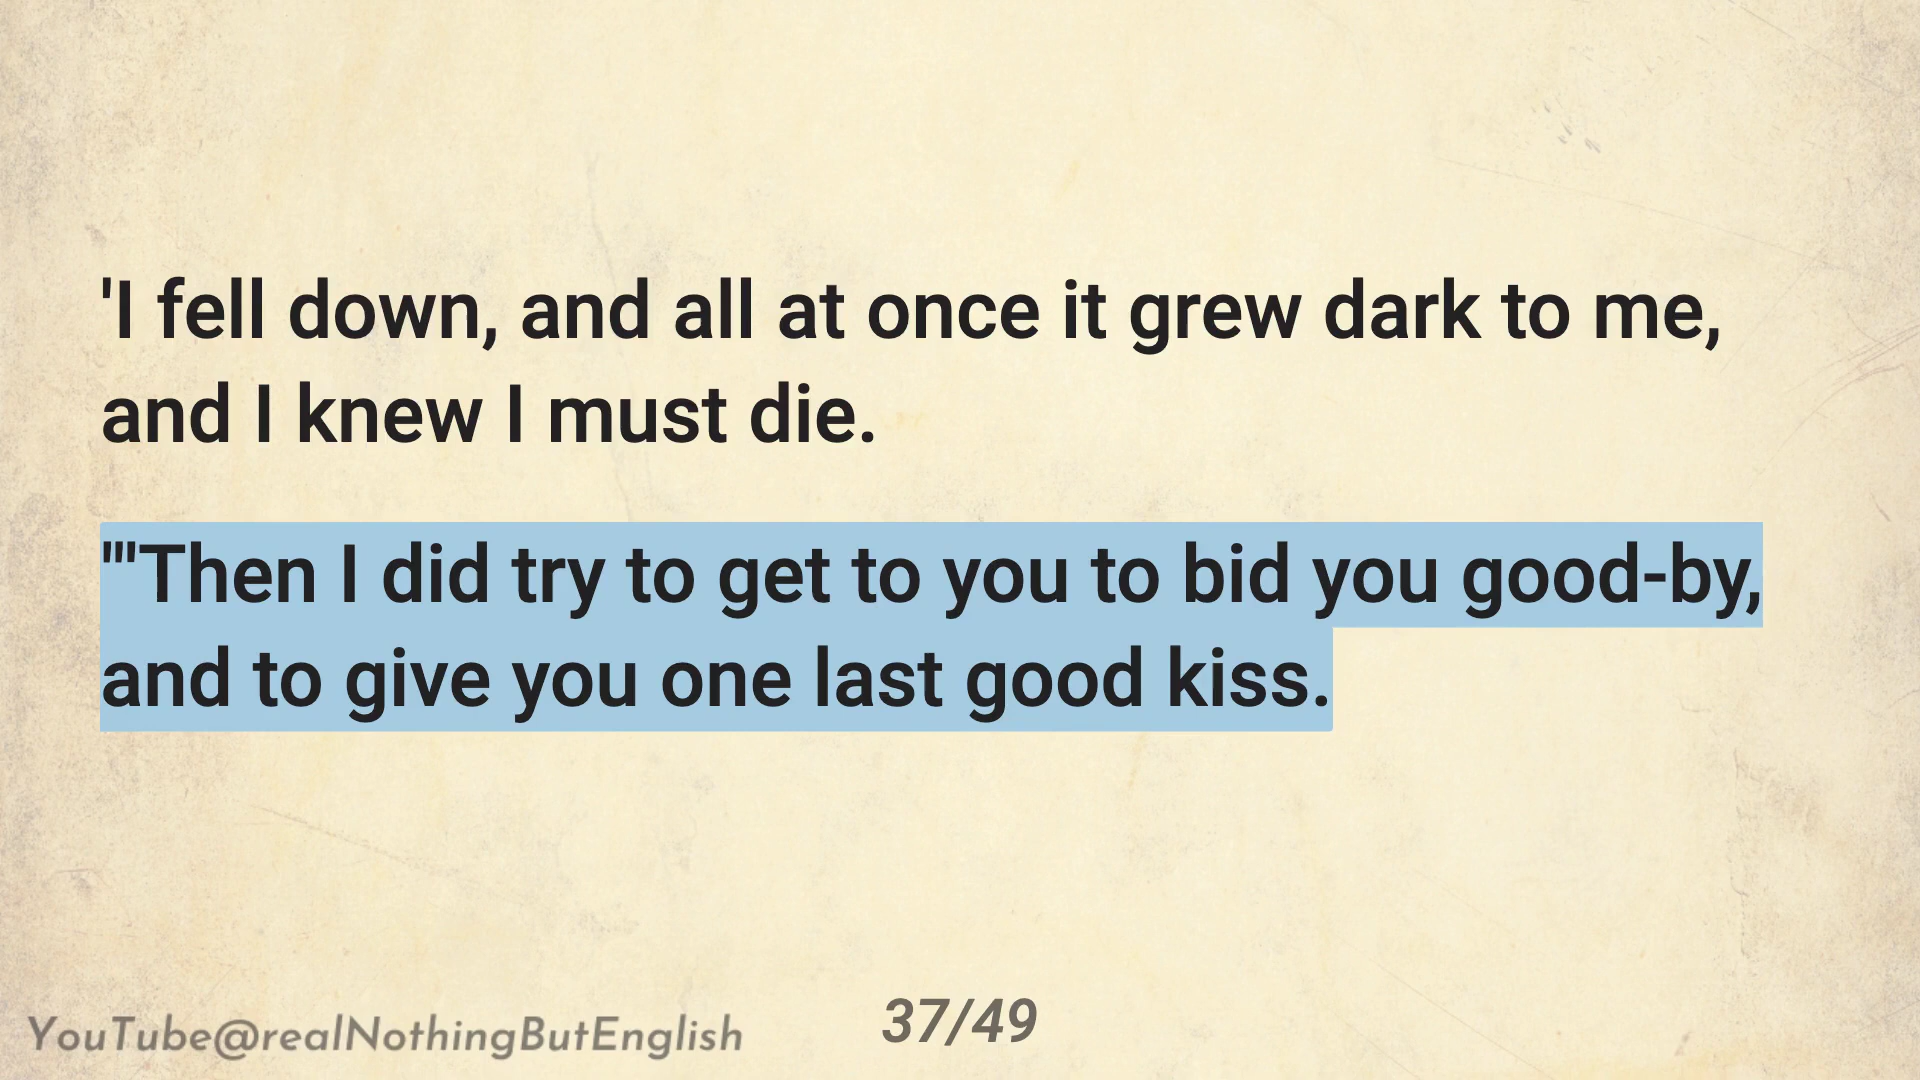 'I fell down, and all at once it grew dark to me,
and I knew I must die.
"'Then I did try to get to you to bid you good-by,
and to give you one last good kiss.
YouTube@realNothingButEnglish
37/49